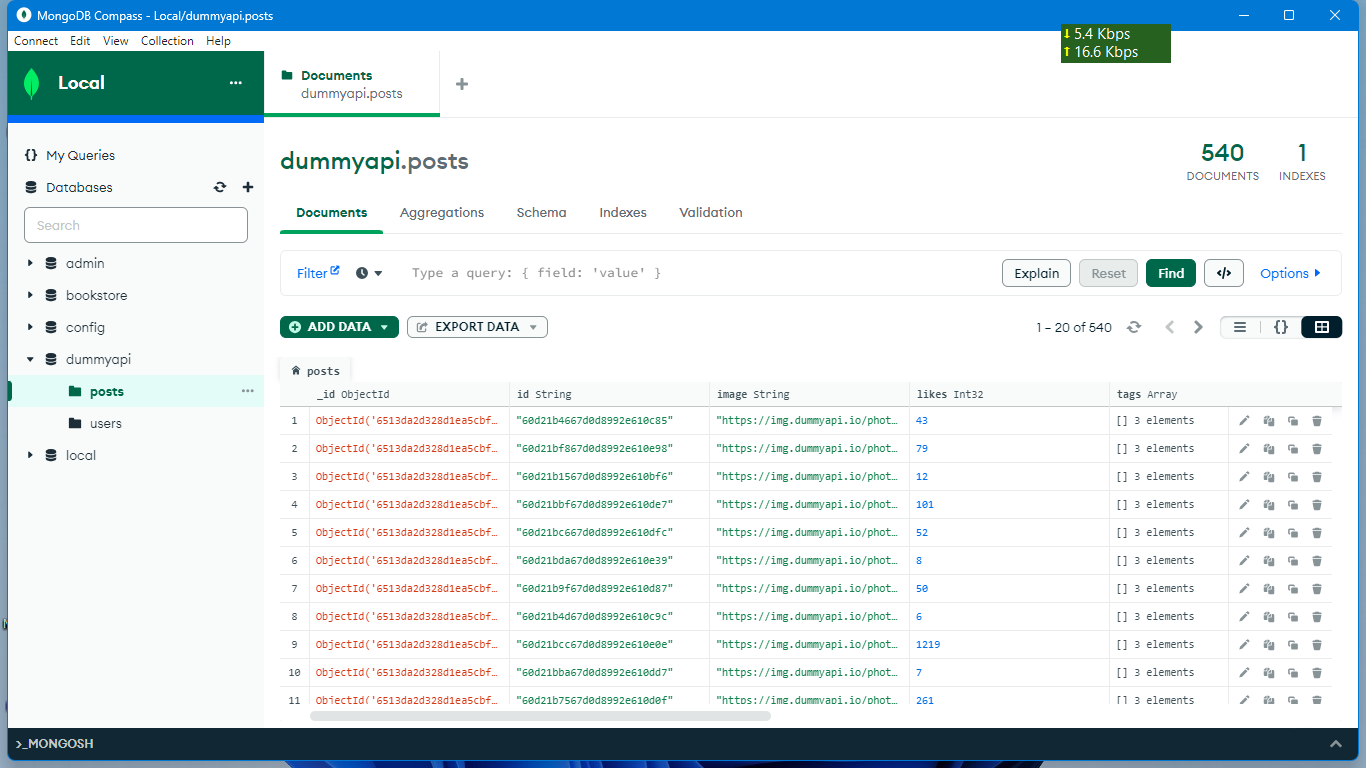 MongoDB Compass - Local/dummyapi.posts
Connect Edit View Collection Help
↓ 5.4 Kbps
↑ 16.6 Kbps
Local ...
Documents
dummyapi.posts
+
{} My Queries
Databases
Search
admin
bookstore
config
dummyapi
posts ...
users
local
dummyapi.posts
540
DOCUMENTS
1
INDEXES
Documents Aggregations Schema Indexes Validation
Filter Type a query: { field: 'value' } Explain Reset Find </> Options
ADD DATA EXPORT DATA 1 – 20 of 540 {}
posts
_id ObjectId id String image String likes Int32 tags Array
1 ObjectId('6513da2d328d1ea5cbf… "60d21b4667d0d8992e610c85" "https://img.dummyapi.io/phot… 43 [] 3 elements
2 ObjectId('6513da2d328d1ea5cbf… "60d21bf867d0d8992e610e98" "https://img.dummyapi.io/phot… 79 [] 3 elements
3 ObjectId('6513da2d328d1ea5cbf… "60d21b1567d0d8992e610bf6" "https://img.dummyapi.io/phot… 12 [] 3 elements
4 ObjectId('6513da2d328d1ea5cbf… "60d21bbf67d0d8992e610de7" "https://img.dummyapi.io/phot… 101 [] 3 elements
5 ObjectId('6513da2d328d1ea5cbf… "60d21bc667d0d8992e610dfc" "https://img.dummyapi.io/phot… 52 [] 3 elements
6 ObjectId('6513da2d328d1ea5cbf… "60d21bda67d0d8992e610e39" "https://img.dummyapi.io/phot… 8 [] 3 elements
7 ObjectId('6513da2d328d1ea5cbf… "60d21b9f67d0d8992e610d87" "https://img.dummyapi.io/phot… 50 [] 3 elements
8 ObjectId('6513da2d328d1ea5cbf… "60d21b4d67d0d8992e610c9c" "https://img.dummyapi.io/phot… 6 [] 3 elements
9 ObjectId('6513da2d328d1ea5cbf… "60d21bcc67d0d8992e610e0e" "https://img.dummyapi.io/phot… 1219 [] 3 elements
10 ObjectId('6513da2d328d1ea5cbf… "60d21bba67d0d8992e610dd7" "https://img.dummyapi.io/phot… 7 [] 3 elements
11 ObjectId('6513da2d328d1ea5cbf… "60d21b7567d0d8992e610d0f" "https://img.dummyapi.io/phot… 261 [] 3 elements
>_MONGOSH